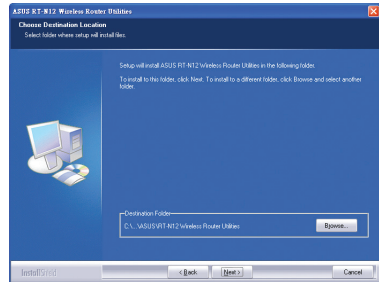 ASUS RT-N12 Wireless Router Utilities
Choose Destination Location
Select folder where setup will install files.
Setup will install ASUS RT-N12 Wireless Router Utilities in the following folder.
To install to this folder, click Next. To install to a different folder, click Browse and select another
folder.
Destination Folder
C:\...\ASUS\RT-N12 Wireless Router Utilities
Browse...
InstallShield
< Back
Next >
Cancel